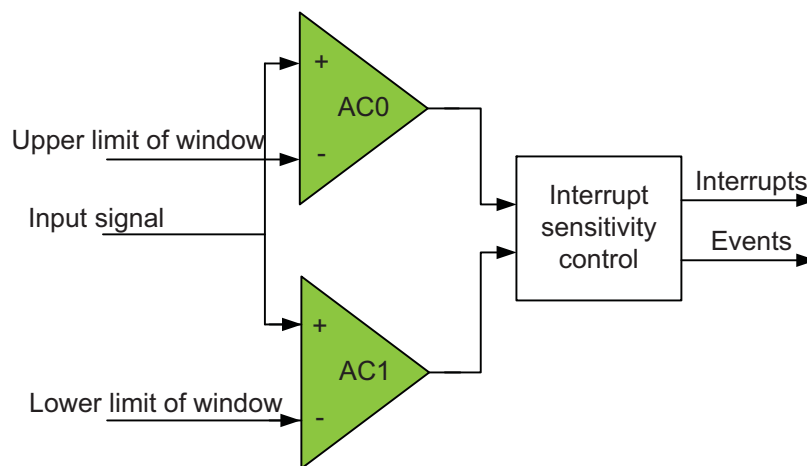 +
AC0
-
Upper limit of window
Input signal
Interrupt
sensitivity
control
Interrupts
Events
+
AC1
-
Lower limit of window